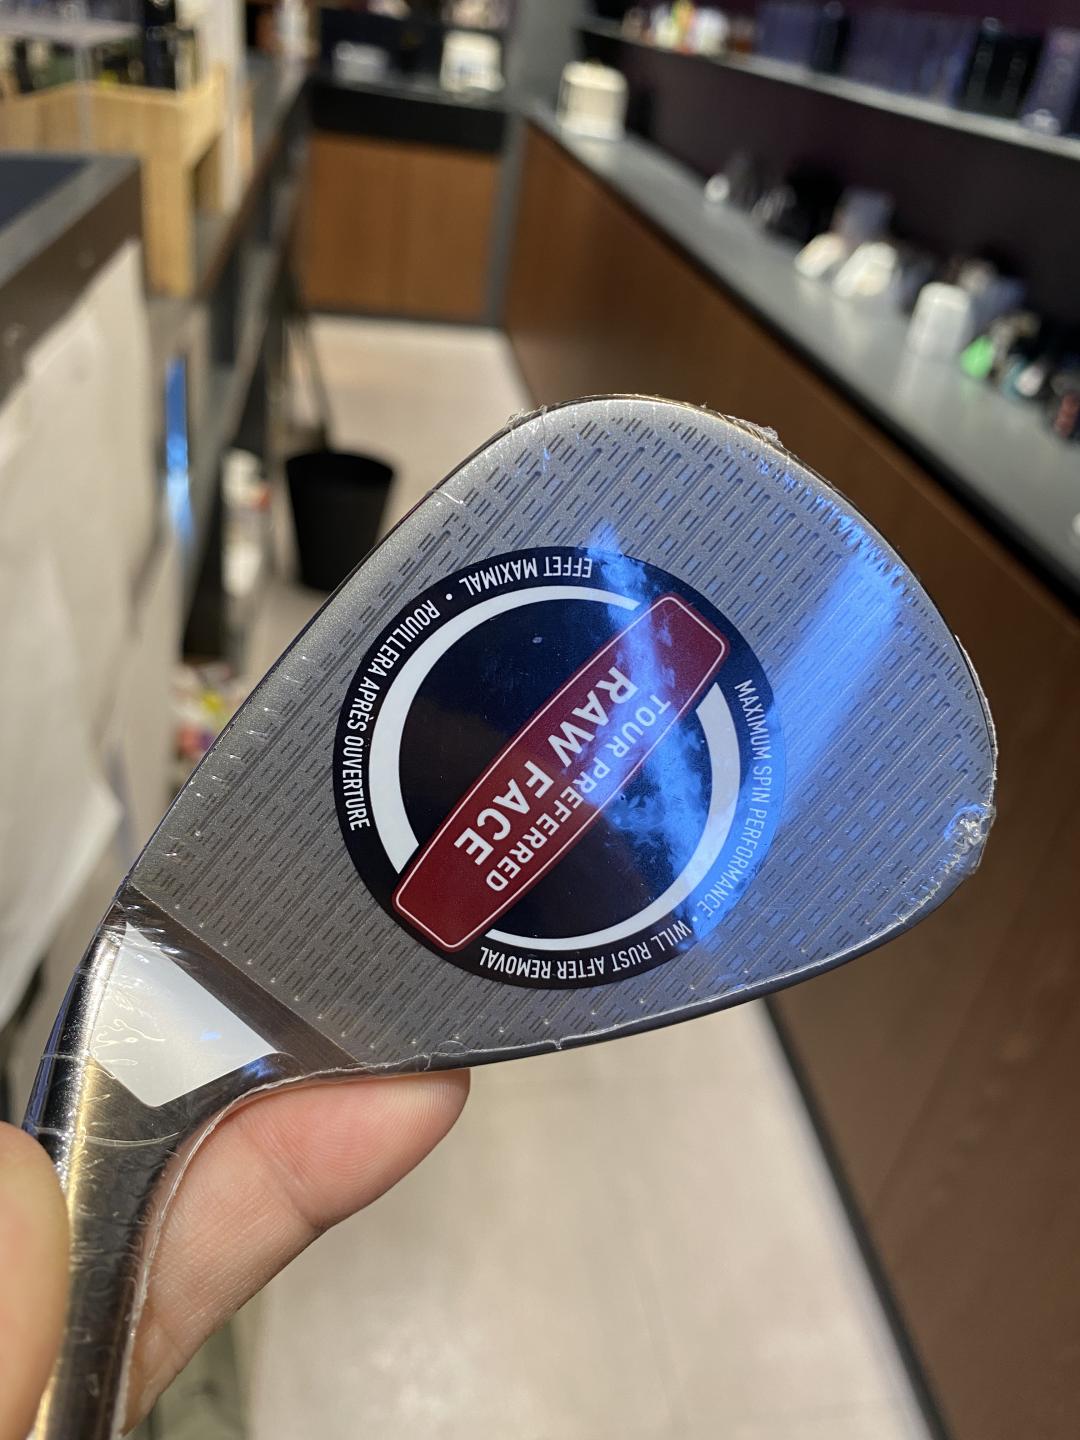 TOUR PREFERRED
RAW FACE
MAXIMUM SPIN PERFORMANCE • WILL RUST AFTER REMOVAL
EFFET MAXIMAL • ROUILLERA APRÈS OUVERTURE